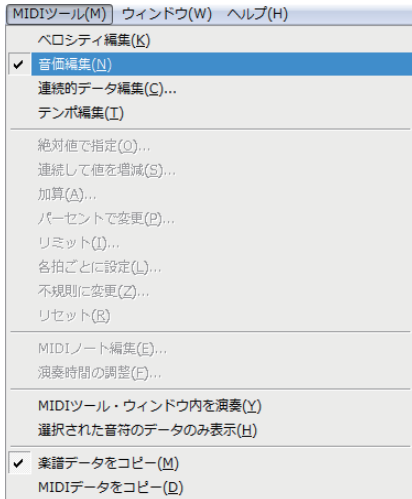 MIDIツール(M) ウィンドウ(W) ヘルプ(H)
ベロシティ編集(K)
音価編集(N)
連続的データ編集(C)...
テンポ編集(T)
絶対値で指定(O)...
連続して値を増減(S)...
加算(A)...
パーセントで変更(P)...
リミット(I)...
各拍ごとに設定(L)...
不規則に変更(Z)...
リセット(R)
MIDIノート編集(E)...
演奏時間の調整(F)...
MIDIツール・ウィンドウ内を演奏(Y)
選択された音符のデータのみ表示(H)
楽譜データをコピー(M)
MIDIデータをコピー(D)